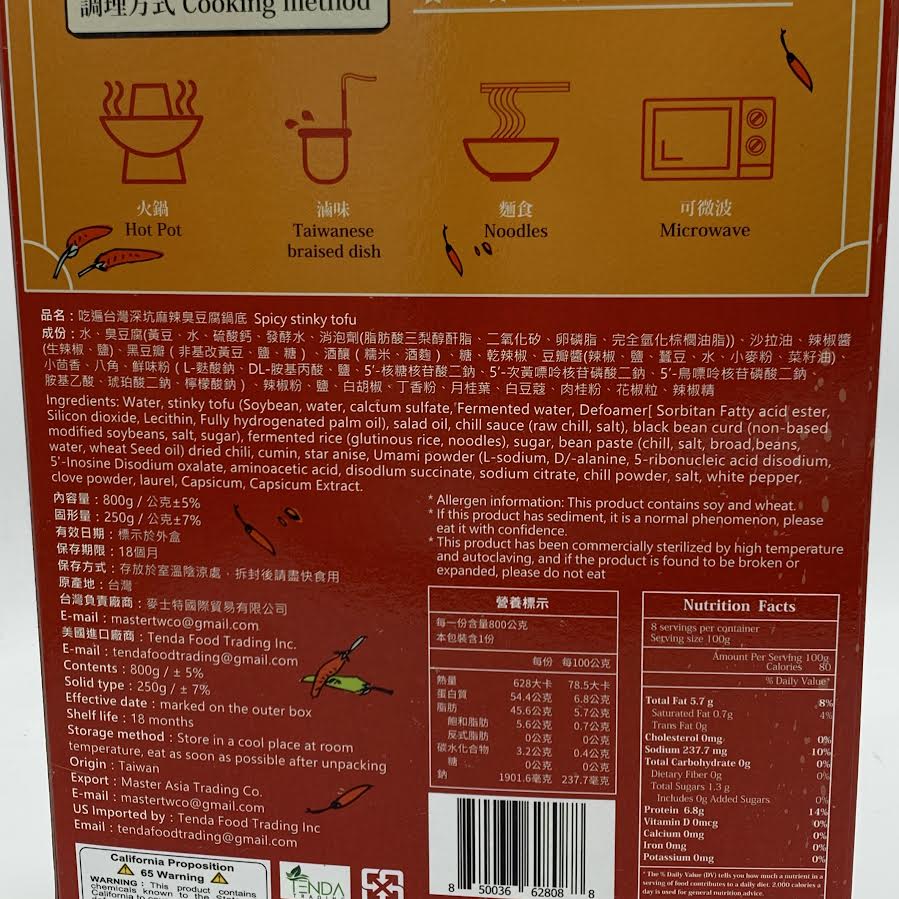 調理方式 Cooking method
火鍋
Hot Pot
滷味
Taiwanese
braised dish
麵食
Noodles
可微波
Microwave
品名：吃遍台灣深坑麻辣臭豆腐鍋底 Spicy stinky tofu
成份：水、臭豆腐(黃豆、水、硫酸鈣、發酵水、消泡劑(脂肪酸三梨醇酐脂、二氧化矽、卵磷脂、完全氫化棕櫚油脂))、沙拉油、辣椒醬
(生辣椒、鹽)、黑豆瓣(非基改黃豆、鹽、糖)、酒釀(糯米、酒麴)、糖、乾辣椒、豆瓣醬(辣椒、鹽、蠶豆、水、小麥粉、菜籽油)、
小茴香、八角、鮮味粉(L-麩酸鈉、DL-胺基丙酸、鹽、5'-核糖核苷酸二鈉、5'-次黃嘌呤核苷磷酸二鈉、5'-鳥嘌呤核苷磷酸二鈉、
胺基乙酸、琥珀酸二鈉、檸檬酸鈉)、辣椒粉、鹽、白胡椒、丁香粉、月桂葉、白豆蔻、肉桂粉、花椒粒、辣椒精
Ingredients: Water, stinky tofu (Soybean, water, calctum sulfate, Fermented water, Defoamer[ Sorbitan Fatty acid ester,
Silicon dioxide, Lecithin, Fully hydrogenated palm oil), salad oil, chill sauce (raw chill, salt), black bean curd (non-based
modified soybeans, salt, sugar), fermented rice (glutinous rice, noodles), sugar, bean paste (chill, salt, broad,beans,
water, wheat Seed oil) dried chili, cumin, star anise, Umami powder (L-sodium, D/-alanine, 5-ribonucleic acid disodium,
5'-Inosine Disodium oxalate, aminoacetic acid, disodlum succinate, sodium citrate, chill powder, salt, white pepper,
clove powder, laurel, Capsicum, Capsicum Extract.
內容量：800g / 公克±5%
固形量：250g / 公克±7%
有效日期：標示於外盒
保存期限：18個月
保存方式：存放於室溫陰涼處，拆封後請盡快食用
原產地：台灣
台灣負責廠商：麥士特國際貿易有限公司
E-mail：mastertwco@gmail.com
美國進口廠商：Tenda Food Trading Inc.
E-mail：tendafoodtrading@gmail.com
Contents：800g / ± 5%
Solid type：250g / ± 7%
Effective date：marked on the outer box
Shelf life：18 months
Storage method：Store in a cool place at room
temperature, eat as soon as possible after unpacking
Origin：Taiwan
Export：Master Asia Trading Co.
E-mail：mastertwco@gmail.com
US Imported by：Tenda Food Trading Inc
Email：tendafoodtrading@gmail.com
* Allergen information: This product contains soy and wheat.
* If this product has sediment, it is a normal phenomenon, please
eat it with confidence.
* This product has been commercially sterilized by high temperature
and autoclaving, and if the product is found to be broken or
expanded, please do not eat
營養標示
每一份含量800公克
本包裝含1份
每份 每100公克
熱量 628大卡 78.5大卡
蛋白質 54.4公克 6.8公克
脂肪 45.6公克 5.7公克
飽和脂肪 5.6公克 0.7公克
反式脂肪 0公克 0公克
碳水化合物 3.2公克 0.4公克
糖 0公克 0公克
鈉 1901.6毫克 237.7毫克
Nutrition Facts
8 servings per container
Serving size 100g
Amount Per Serving 100g
Calories 80
% Daily Value*
Total Fat 5.7 g 8%
Saturated Fat 0.7g 4%
Trans Fat 0g
Cholesterol 0mg 0%
Sodium 237.7 mg 10%
Total Carbohydrate 0g 0%
Dietary Fiber 0g 0%
Total Sugars 1.3 g
Includes 0g Added Sugars 0%
Protein 6.8g 14%
Vitamin D 0mcg 0%
Calcium 0mg 0%
Iron 0mg 0%
Potassium 0mg 0%
* The % Daily Value (DV) tells you how much a nutrient in a
serving of food contributes to a daily diet. 2,000 calories a
day is used for general nutrition advice.
California Proposition
65 Warning
WARNING：This product contains
chemicals known to the State
TENDA
TRADING
8 50036 62808 8